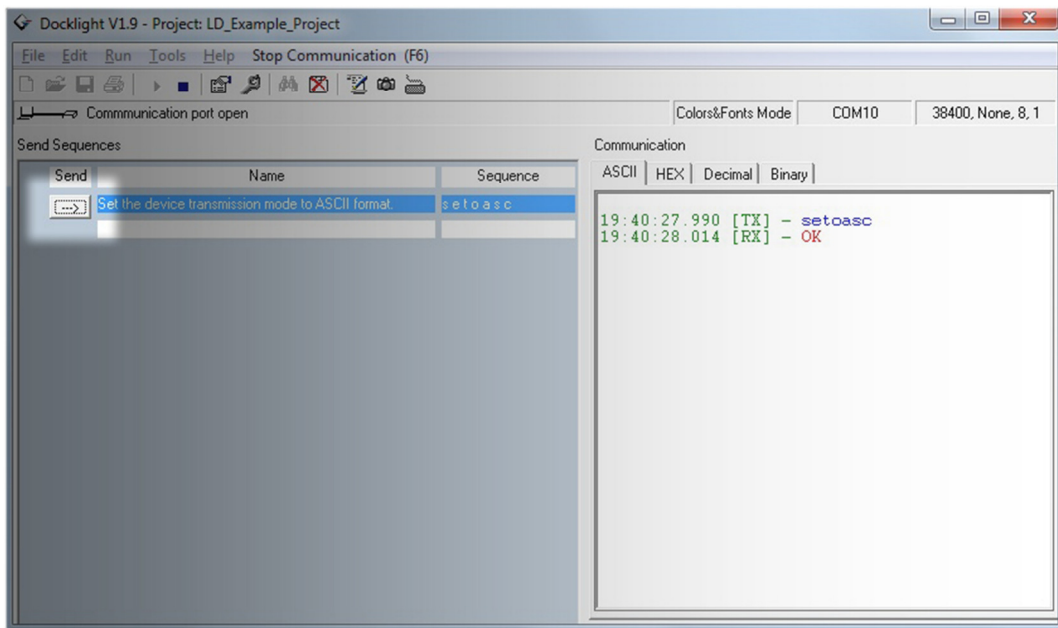 Docklight V1.9 - Project: LD_Example_Project
File Edit Run Tools Help Stop Communication (F6)
Commmunication port open Colors&Fonts Mode COM10 38400, None, 8, 1
Send Sequences
Send Name Sequence
---> Set the device transmission mode to ASCII format. s e t o a s c
Communication
ASCII HEX Decimal Binary
19:40:27.990 [TX] - setoasc
19:40:28.014 [RX] - OK